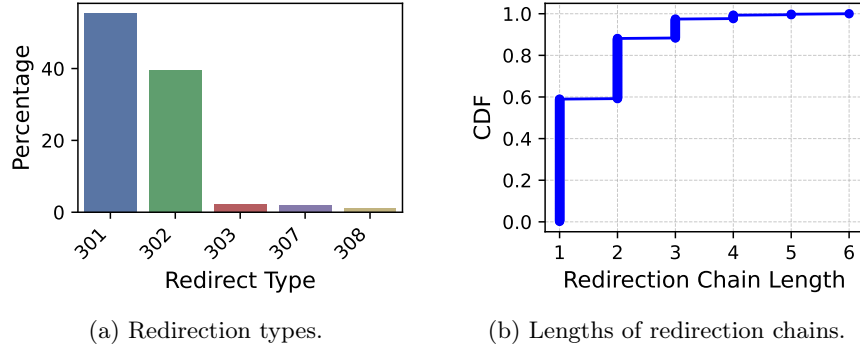 Percentage
40
20
0
301
302
303
307
308
Redirect Type
(a) Redirection types.
CDF
1.0
0.8
0.6
0.4
0.2
0.0
1 2 3 4 5 6
Redirection Chain Length
(b) Lengths of redirection chains.